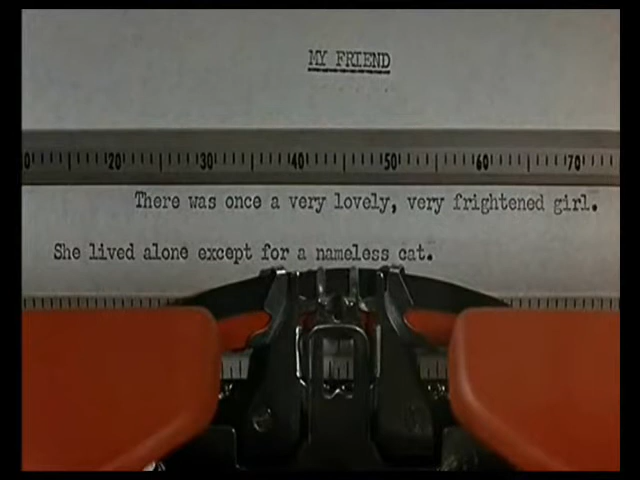 MY FRIEND
0 20 30 40 50 60 70
There was once a very lovely, very frightened girl.
She lived alone except for a nameless cat.